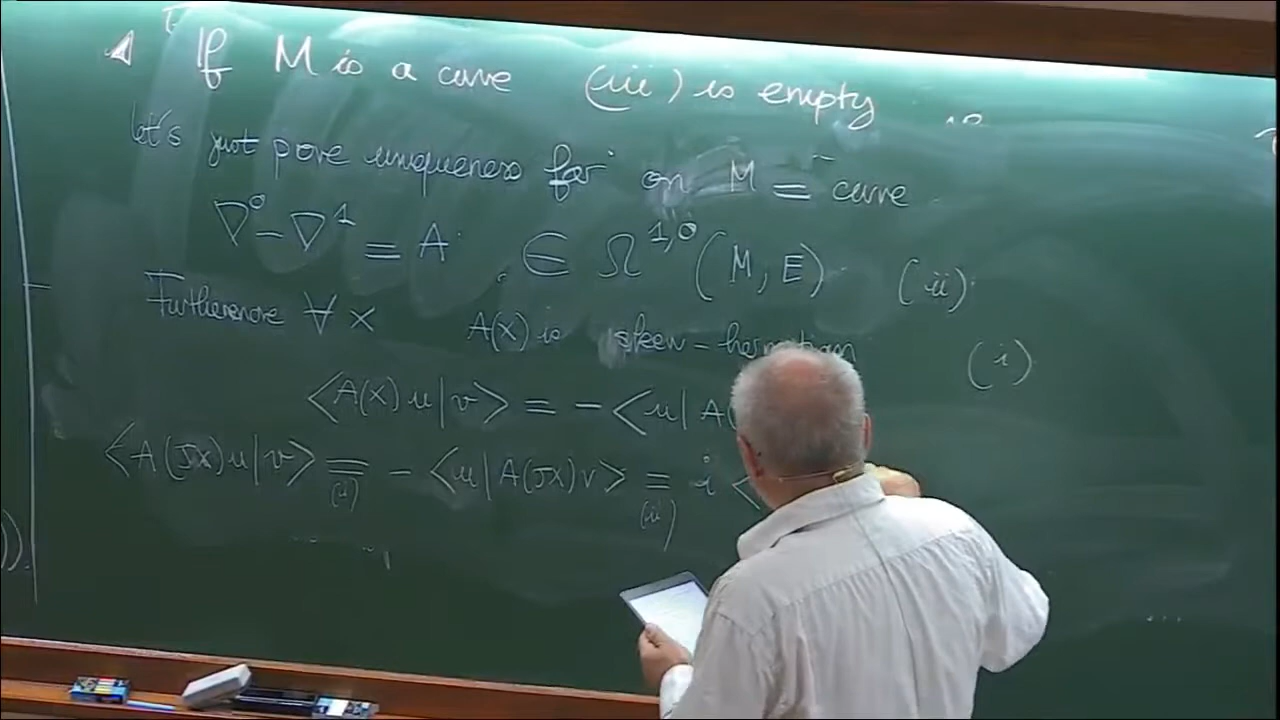 If M is a curve (iii) is empty
let's just prove uniqueness for on M = curve
∇⁰ - ∇¹ = A ∈ Ω^{1,0} (M, E) (ii)
Furthermore ∀ x A(x) is skew-hermitian (i)
<A(X)u|v> = - <u| A(
<A(JX)u|v> = - <u|A(JX)v> = i <
(ii) (ii)